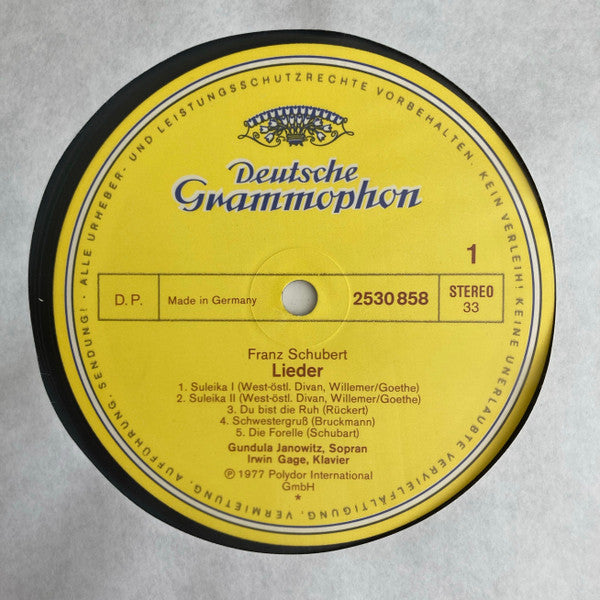 ALLE URHEBER- UND LEISTUNGSSCHUTZRECHTE VORBEHALTEN · KEIN VERLEIH! KEINE UNERLAUBTE VERVIELFÄLTIGUNG, VERMIETUNG, AUFFÜHRUNG, SENDUNG! ·
Deutsche
Grammophon
1
D.P.
Made in Germany
2530 858
STEREO
33
Franz Schubert
Lieder
1. Suleika I (West-östl. Divan, Willemer/Goethe)
2. Suleika II (West-östl. Divan, Willemer/Goethe)
3. Du bist die Ruh (Rückert)
4. Schwestergruß (Bruckmann)
5. Die Forelle (Schubart)
Gundula Janowitz, Sopran
Irwin Gage, Klavier
Ⓟ 1977 Polydor International
GmbH
*